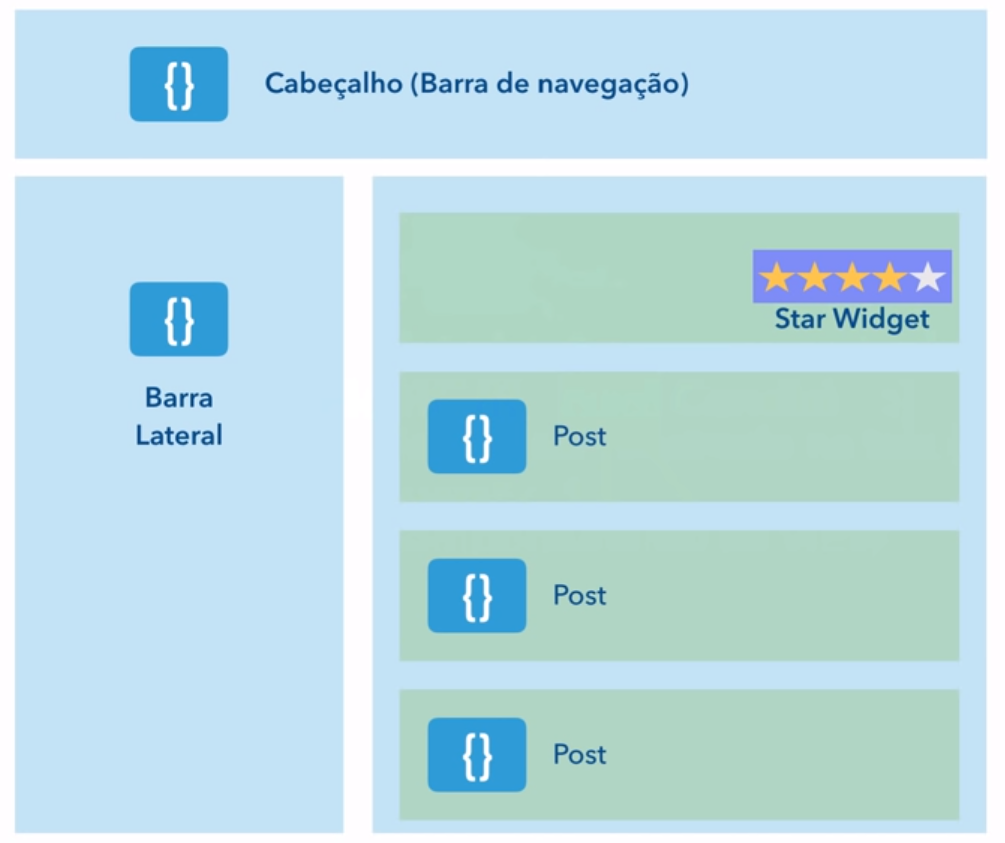 {} Cabeçalho (Barra de navegação)
{}
Barra
Lateral
Star Widget
{} Post
{} Post
{} Post